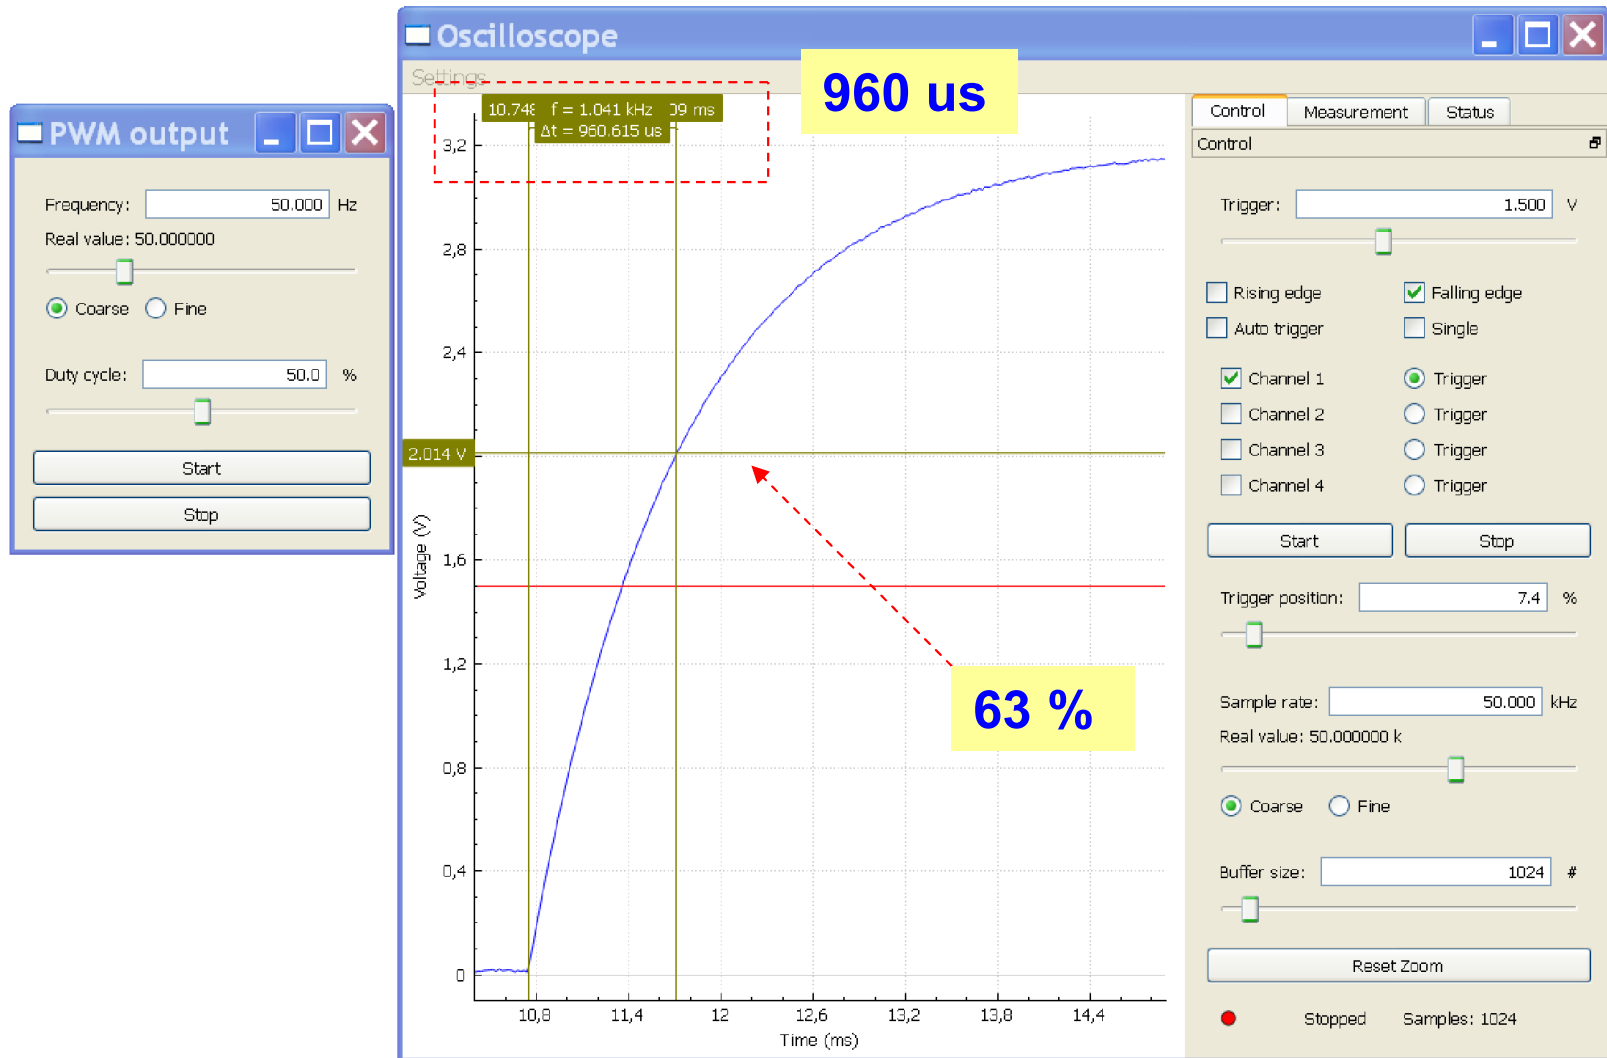 PWM output
Frequency: 50.000 Hz
Real value: 50.000000
Coarse Fine
Duty cycle: 50.0 %
Start
Stop
Oscilloscope
Settings
960 us
f = 1.041 kHz
ms
Δt = 960.615 us
3,2
2,8
2,4
2.014 V
1,6
1,2
0,8
0,4
0
Voltage (V)
63 %
10,8 11,4 12 12,6 13,2 13,8 14,4
Time (ms)
Control Measurement Status
Control
Trigger: 1.500 V
Rising edge Falling edge
Auto trigger Single
Channel 1 Trigger
Channel 2 Trigger
Channel 3 Trigger
Channel 4 Trigger
Start Stop
Trigger position: 7.4 %
Sample rate: 50.000 kHz
Real value: 50.000000 k
Coarse Fine
Buffer size: 1024 #
Reset Zoom
Stopped Samples: 1024